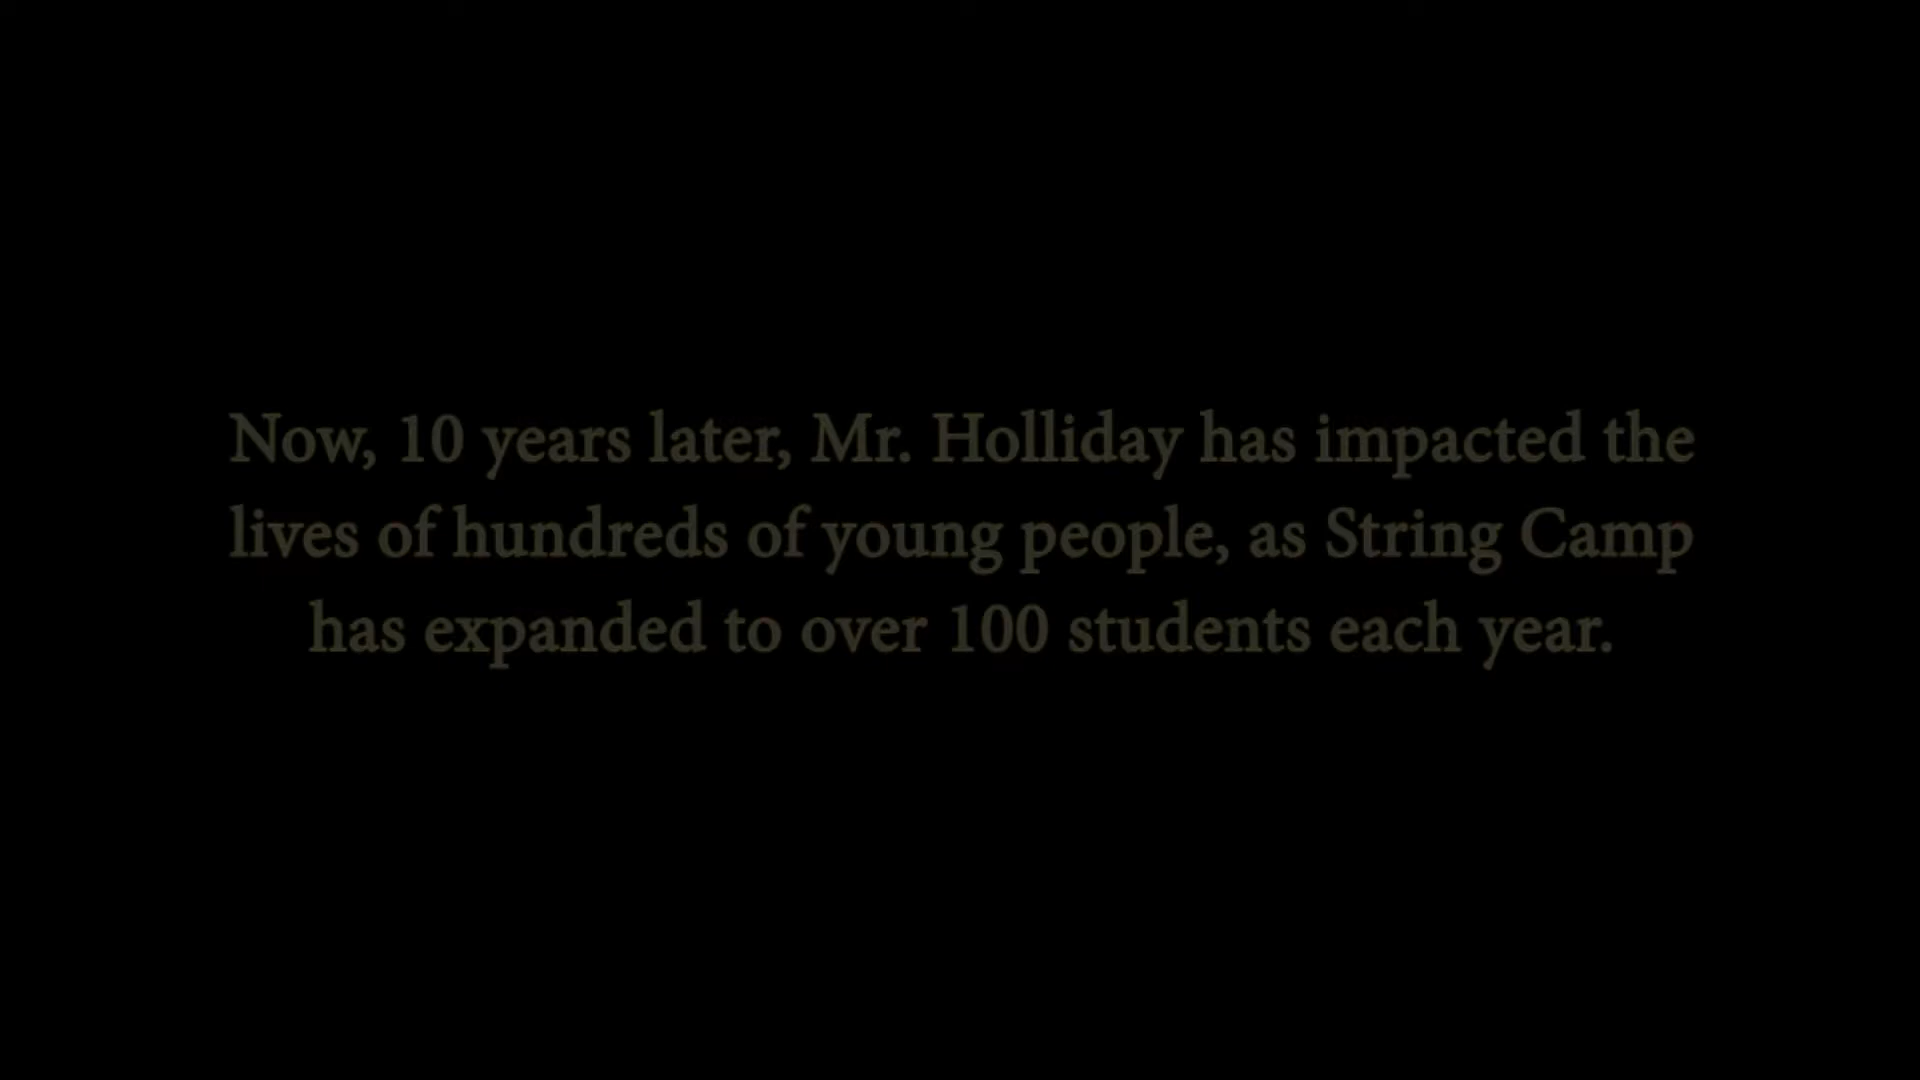 Now, 10 years later, Mr. Holliday has impacted the
lives of hundreds of young people, as String Camp
has expanded to over 100 students each year.